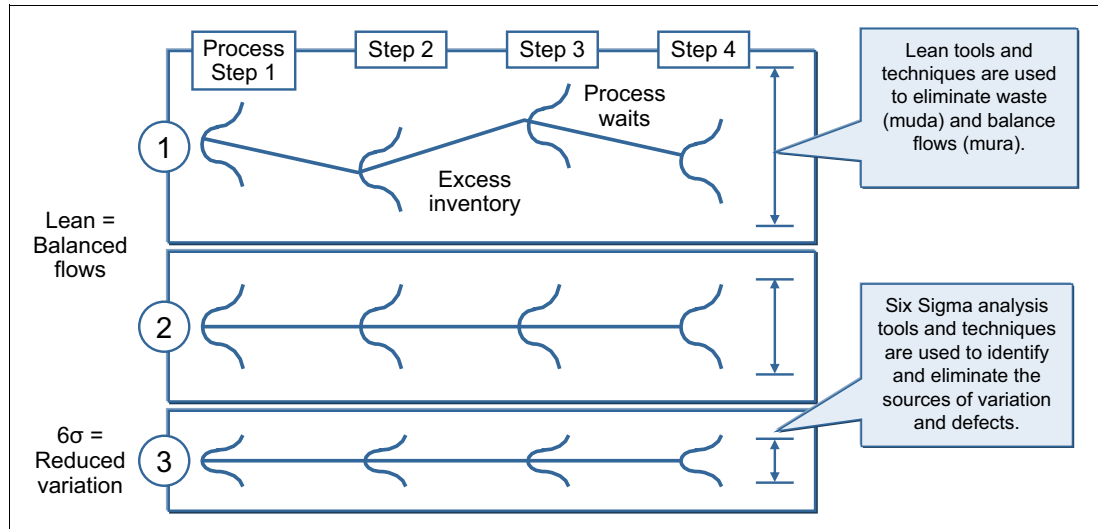 Process
Step 1
Step 2
Step 3
Step 4
Lean tools and
techniques are used
to eliminate waste
(muda) and balance
flows (mura).
Process
waits
1
Excess
inventory
Lean =
Balanced
flows
2
Six Sigma analysis
tools and techniques
are used to identify
and eliminate the
sources of variation
and defects.
6σ =
Reduced
variation
3